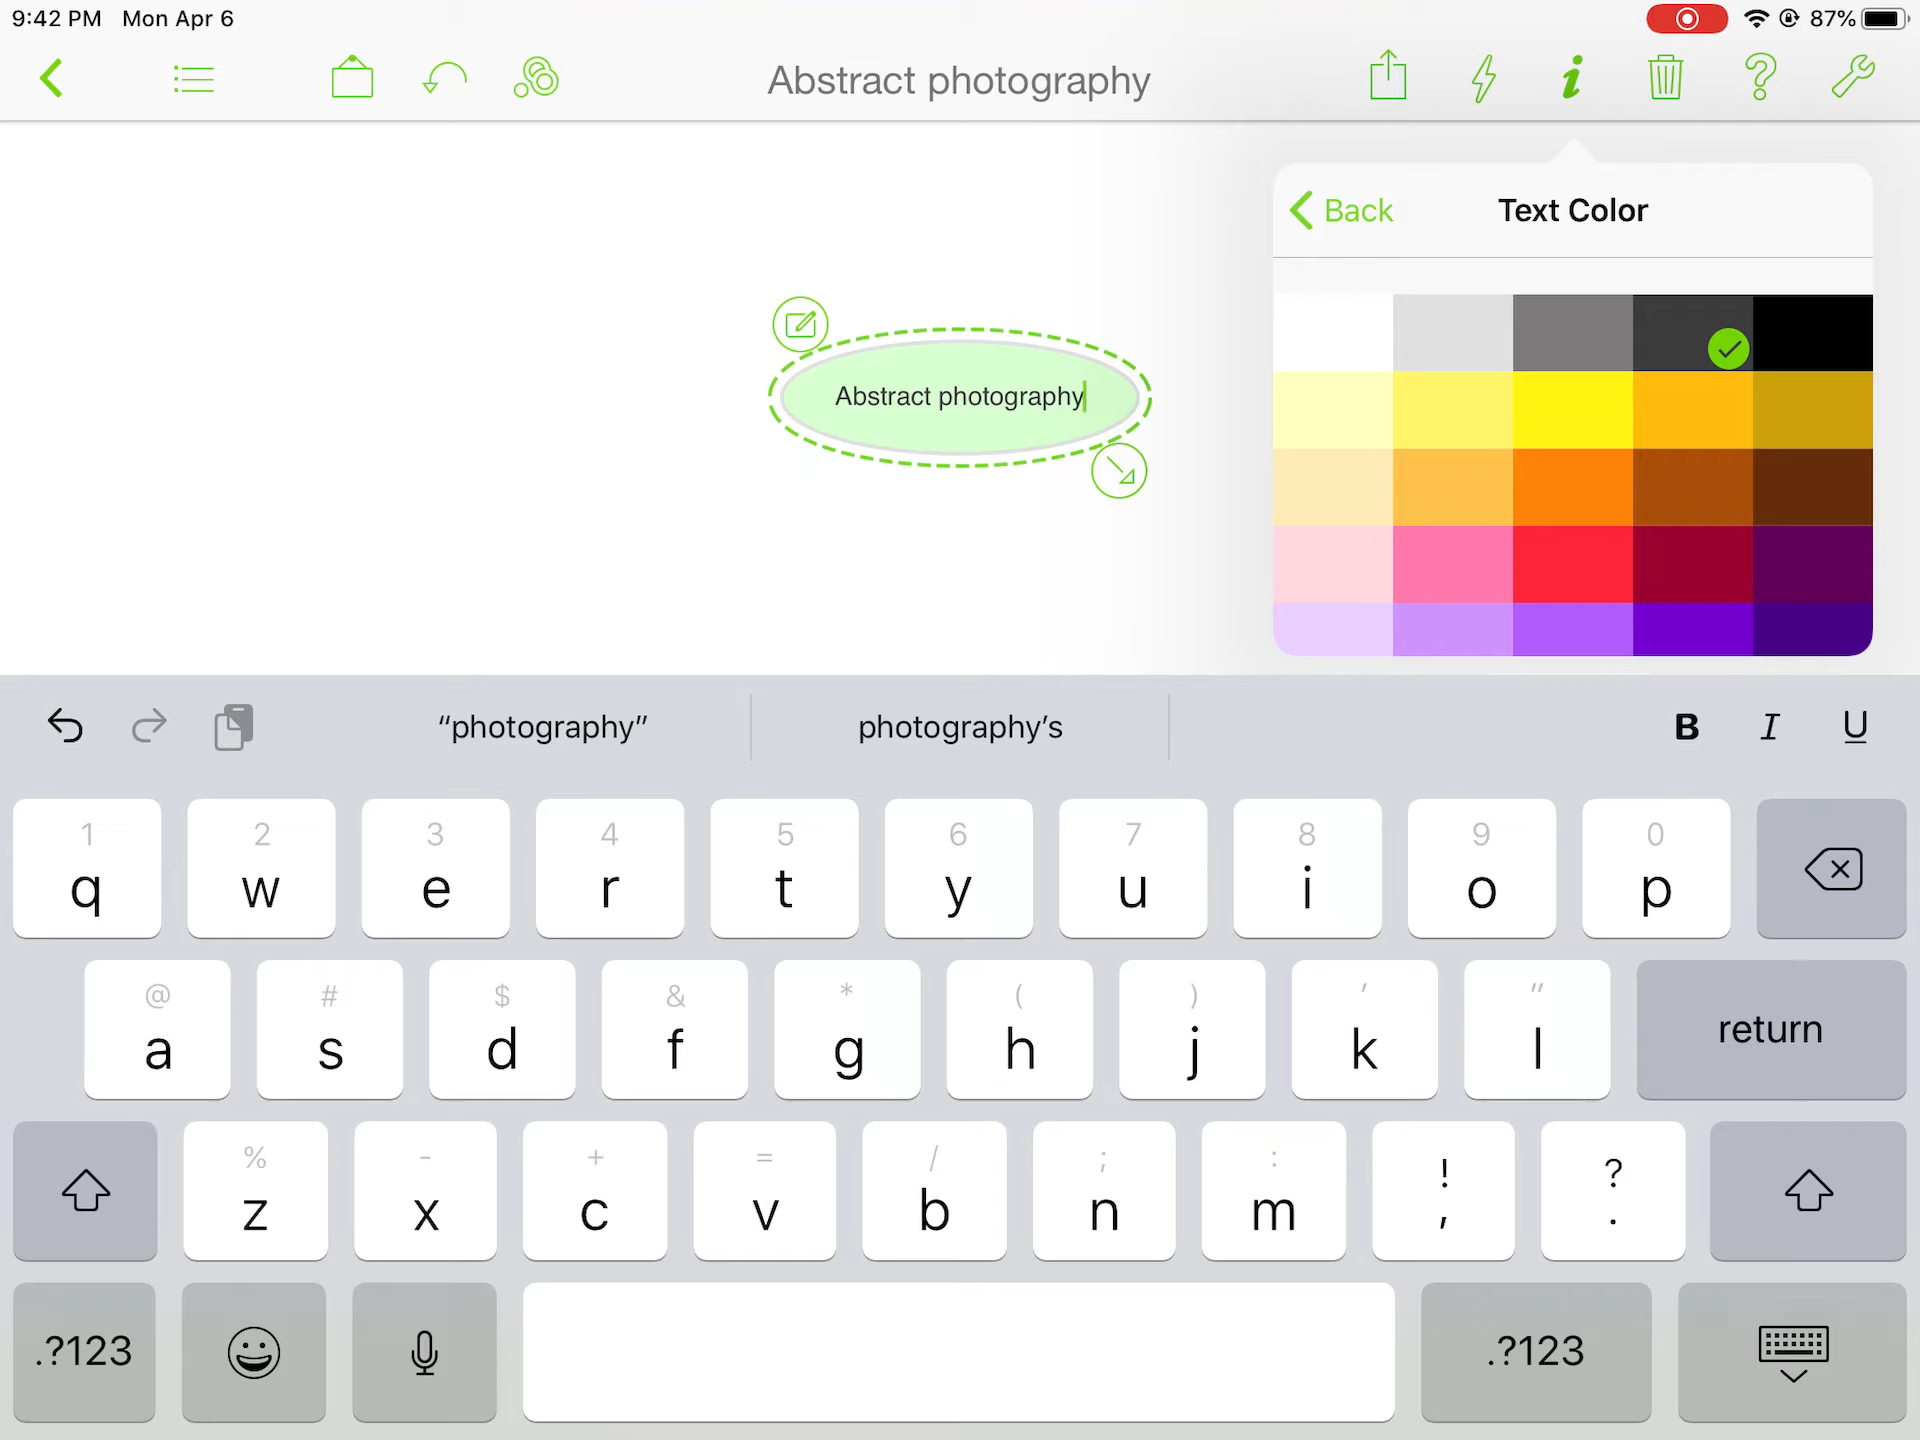 9:42 PM Mon Apr 6
87%
Abstract photography
Back
Text Color
Abstract photography
“photography”
photography’s
B I U
1 2 3 4 5 6 7 8 9 0
q w e r t y u i o p
@ # $ & * ( ) ′ ″
a s d f g h j k l
return
% - + = / ; : ! ?
z x c v b n m , .
.?123
.?123